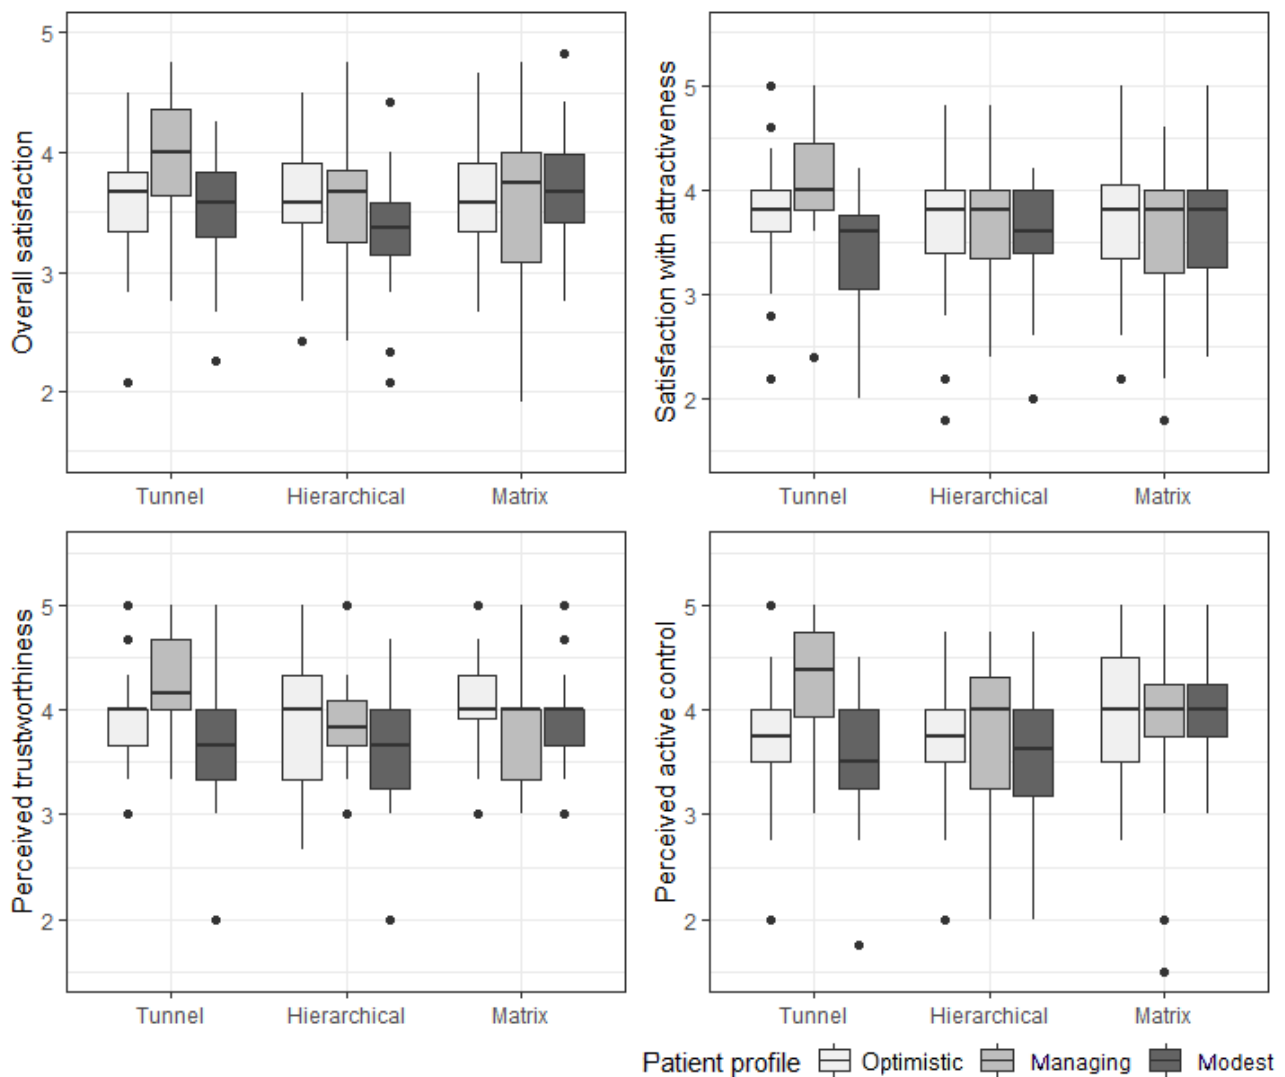 Overall satisfaction
5
4
3
2
Tunnel Hierarchical Matrix
Satisfaction with attractiveness
5
4
3
2
Tunnel Hierarchical Matrix
Perceived trustworthiness
5
4
3
2
Tunnel Hierarchical Matrix
Perceived active control
5
4
3
2
Tunnel Hierarchical Matrix
Patient profile Optimistic Managing Modest